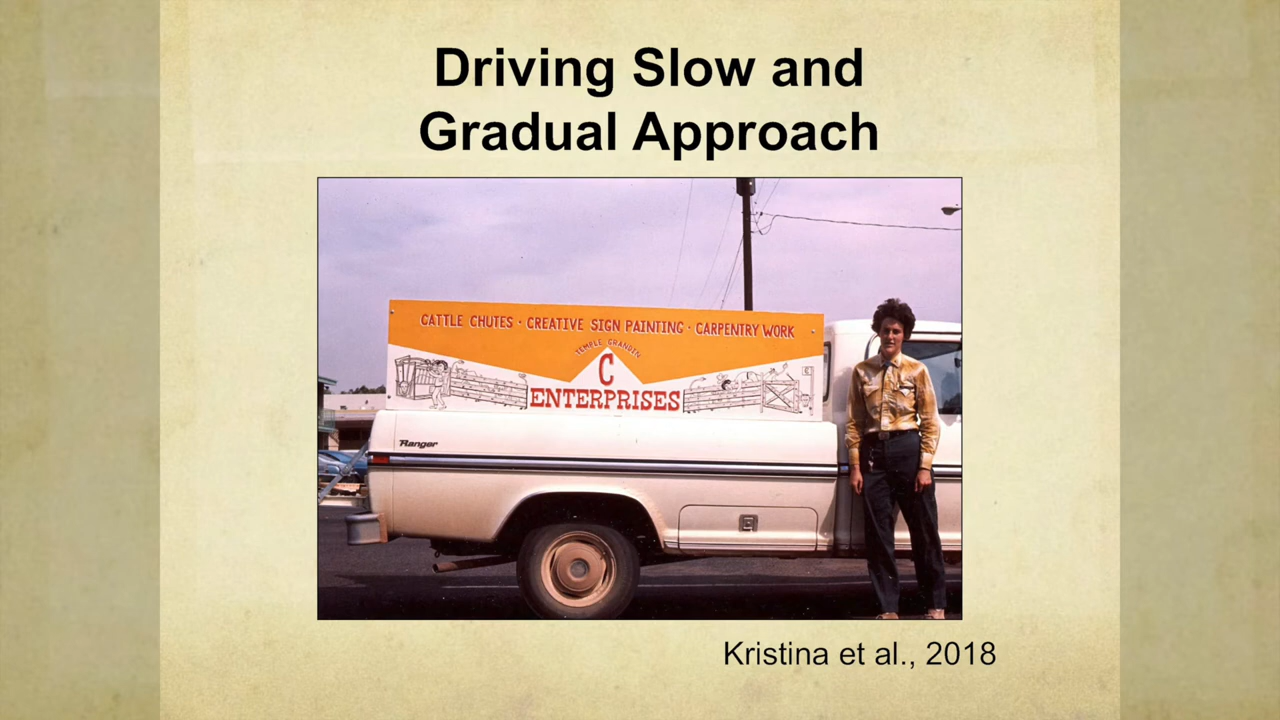 Driving Slow and
Gradual Approach
CATTLE CHUTES · CREATIVE SIGN PAINTING · CARPENTRY WORK
TEMPLE GRANDIN
C
ENTERPRISES
Ranger
Kristina et al., 2018